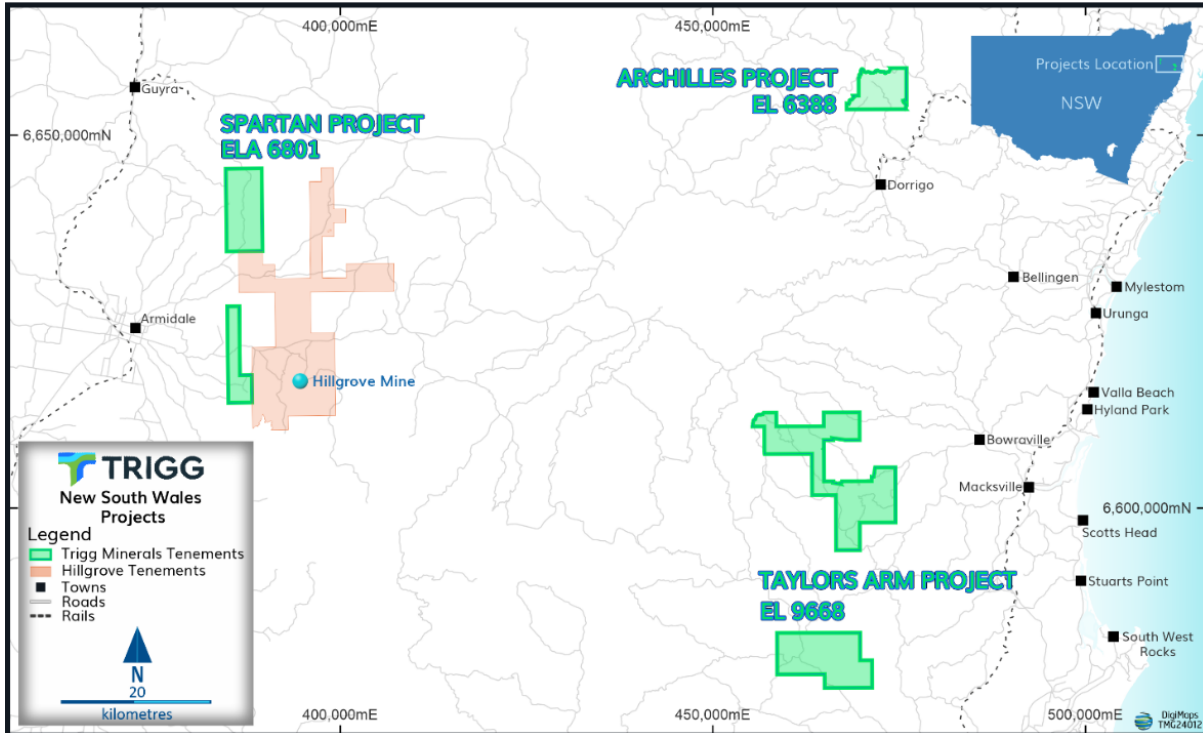 400,000mE
450,000mE
Projects Location
NSW
ARCHILLES PROJECT
EL 6388
Guyra
6,650,000mN
SPARTAN PROJECT
ELA 6801
Dorrigo
Bellingen
Mylestom
Urunga
Armidale
Hillgrove Mine
Valla Beach
Hyland Park
Bowraville
Macksville
6,600,000mN
Scotts Head
TRIGG
New South Wales
Projects
Legend
Trigg Minerals Tenements
Hillgrove Tenements
Towns
Roads
Rails
N
20
kilometres
TAYLORS ARM PROJECT
EL 9668
Stuarts Point
South West
Rocks
400,000mE
450,000mE
500,000mE
DigiMaps
TMG24012